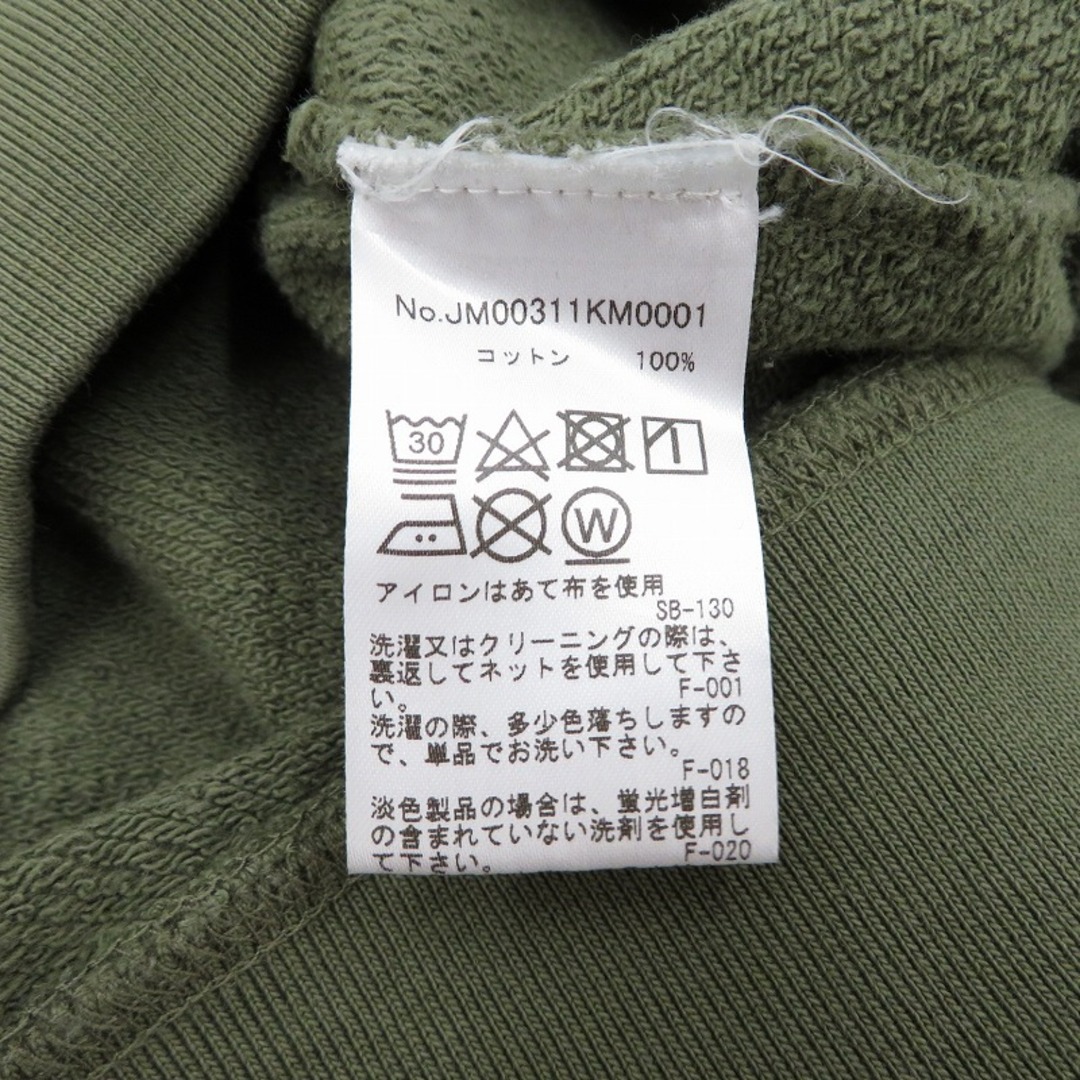 No.JM00311KM0001
コットン 100%
30
W
アイロンはあて布を使用
SB-130
洗濯又はクリーニングの際は、
裏返してネットを使用して下さ
い。 F-001
洗濯の際、多少色落ちしますの
で、単品でお洗い下さい。
F-018
淡色製品の場合は、蛍光増白剤
の含まれていない洗剤を使用し
て下さい。 F-020